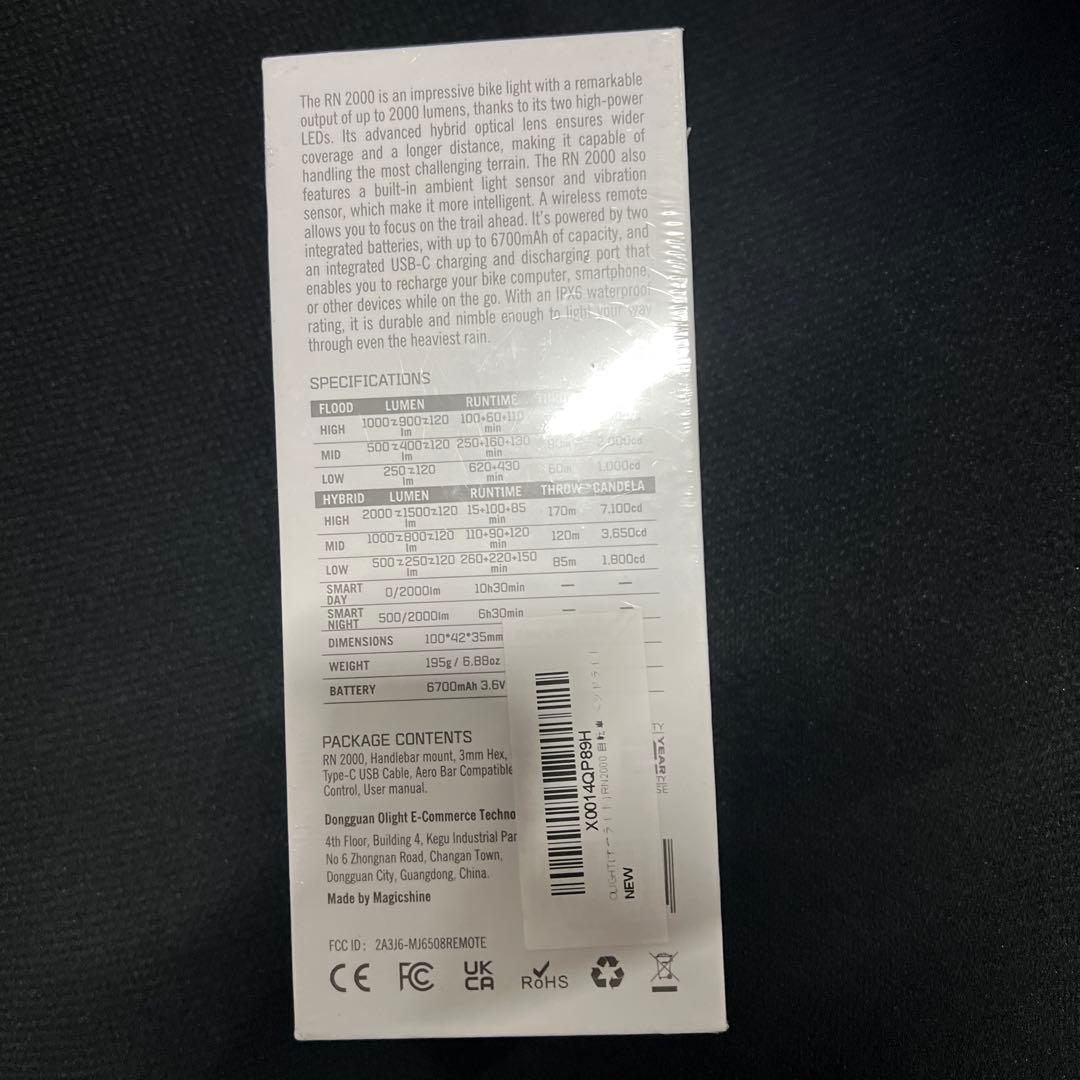 The RN 2000 is an impressive bike light with a remarkable
output of up to 2000 lumens, thanks to its two high-power
LEDs. Its advanced hybrid optical lens ensures wider
coverage and a longer distance, making it capable of
handling the most challenging terrain. The RN 2000 also
features a built-in ambient light sensor and vibration
sensor, which make it more intelligent. A wireless remote
allows you to focus on the trail ahead. It's powered by two
integrated batteries, with up to 6700mAh of capacity, and
an integrated USB-C charging and discharging port that
enables you to recharge your bike computer, smartphone,
or other devices while on the go. With an IPX6 waterproof
rating, it is durable and nimble enough to light your way
through even the heaviest rain.
SPECIFICATIONS
FLOOD LUMEN RUNTIME
HIGH 1000~900~120 lm 100+60+110 min
MID 500~400~120 lm 250+160+130 min 90m 2,000cd
LOW 250~120 lm 620+430 min 60m 1,000cd
HYBRID LUMEN RUNTIME THROW CANDELA
HIGH 2000~1500~120 lm 15+100+85 min 170m 7,100cd
MID 1000~800~120 lm 110+90+120 min 120m 3,650cd
LOW 500~250~120 lm 260+220+150 min 85m 1,800cd
SMART DAY 0/2000lm 10h30min — —
SMART NIGHT 500/2000lm 6h30min — —
DIMENSIONS 100*42*35mm
WEIGHT 195g / 6.88oz
BATTERY 6700mAh 3.6V
PACKAGE CONTENTS
RN 2000, Handlebar mount, 3mm Hex,
Type-C USB Cable, Aero Bar Compatible
Control, User manual.
Dongguan Olight E-Commerce Techno
4th Floor, Building 4, Kegu Industrial Par
No 6 Zhongnan Road, Changan Town,
Dongguan City, Guangdong, China.
Made by Magicshine
FCC ID： 2A3J6-MJ6508REMOTE
CE FC UK CA RoHS
X0014QP89H
RN2000 自転車
NEW
TY
YEAR
SE